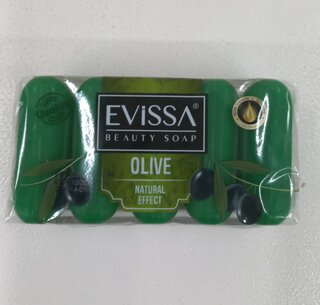 EViSSA®
BEAUTY SOAP
OLIVE
NATURAL
EFFECT